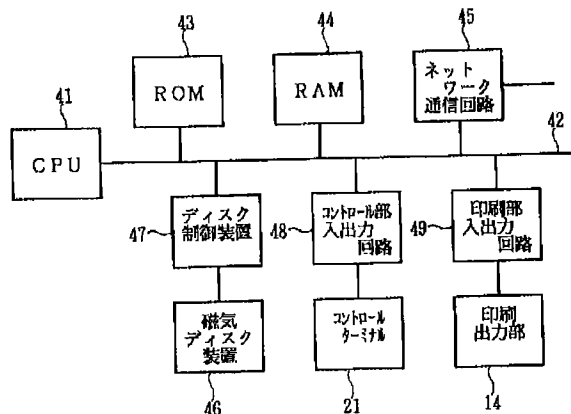 43
44
45
41
ROM
RAM
ネット
ワーク
通信回路
CPU
42
47
ディスク
制御装置
48
コントロール部
入出力
回路
49
印刷部
入出力
回路
磁気
ディスク
装置
コントロール
ターミナル
印刷
出力部
46
21
14